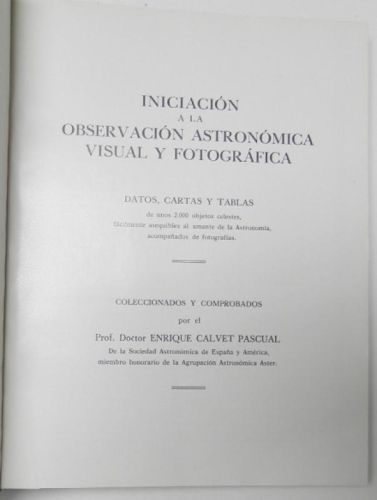 INICIACIÓN
A LA
OBSERVACIÓN ASTRONÓMICA
VISUAL Y FOTOGRÁFICA
DATOS, CARTAS Y TABLAS
de unos 2.000 objetos celestes,
fácilmente asequibles al amante de la Astronomía,
acompañados de fotografías.
COLECCIONADOS Y COMPROBADOS
por el
Prof. Doctor ENRIQUE CALVET PASCUAL
De la Sociedad Astronómica de España y América,
miembro honorario de la Agrupación Astronómica Aster.